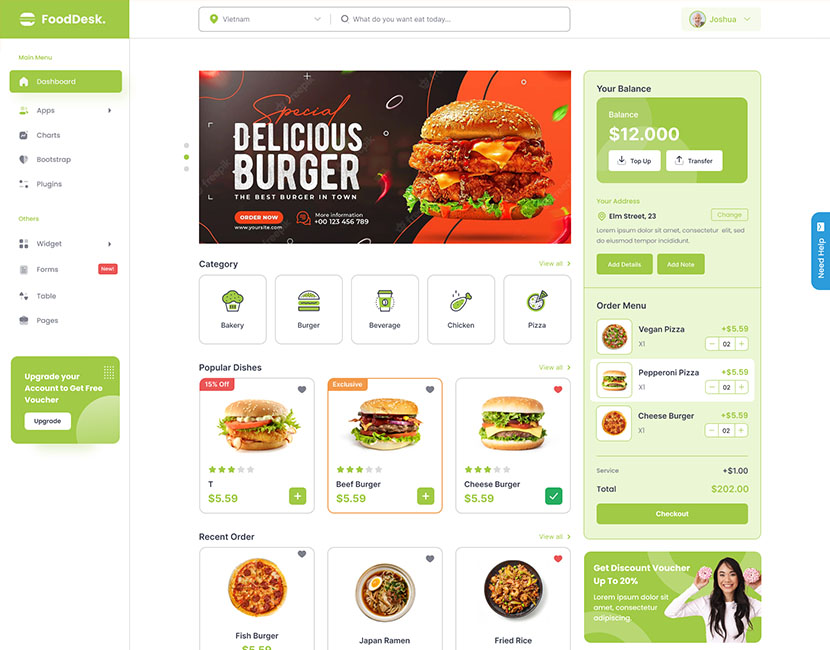 FoodDesk.
Vietnam
What do you want eat today...
Joshua
Main Menu
Dashboard
Apps
Charts
Bootstrap
Plugins
Others
Widget
Forms
New!
Table
Pages
Upgrade your
Account to Get Free
Voucher
Upgrade
Special
DELICIOUS
BURGER
THE BEST BURGER IN TOWN
ORDER NOW
www.yoursite.com
More information
+00 123 456 789
Category
View all
Bakery
Burger
Beverage
Chicken
Pizza
Popular Dishes
View all
15% Off
T
$5.59
Exclusive
Beef Burger
$5.59
Cheese Burger
$5.59
Recent Order
View all
Fish Burger
$5.59
Japan Ramen
Fried Rice
Your Balance
Balance
$12.000
Top Up
Transfer
Your Address
Elm Street, 23
Change
Lorem ipsum dolor sit amet, consectetur elit, sed
do eiusmod tempor incididunt.
Add Details
Add Note
Order Menu
Vegan Pizza
+$5.59
X1
02
Pepperoni Pizza
+$5.59
X1
02
Cheese Burger
+$5.59
X1
02
Service
+$1.00
Total
$202.00
Checkout
Get Discount Voucher
Up To 20%
Lorem ipsum dolor sit
amet, consectetur
adipiscing
Need Help